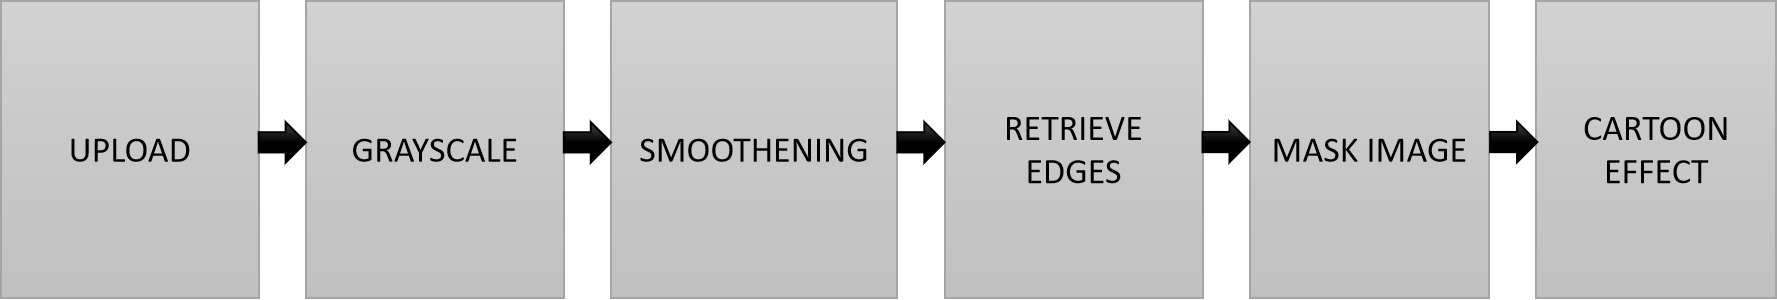 UPLOAD
GRAYSCALE
SMOOTHENING
RETRIEVE
EDGES
MASK IMAGE
CARTOON
EFFECT